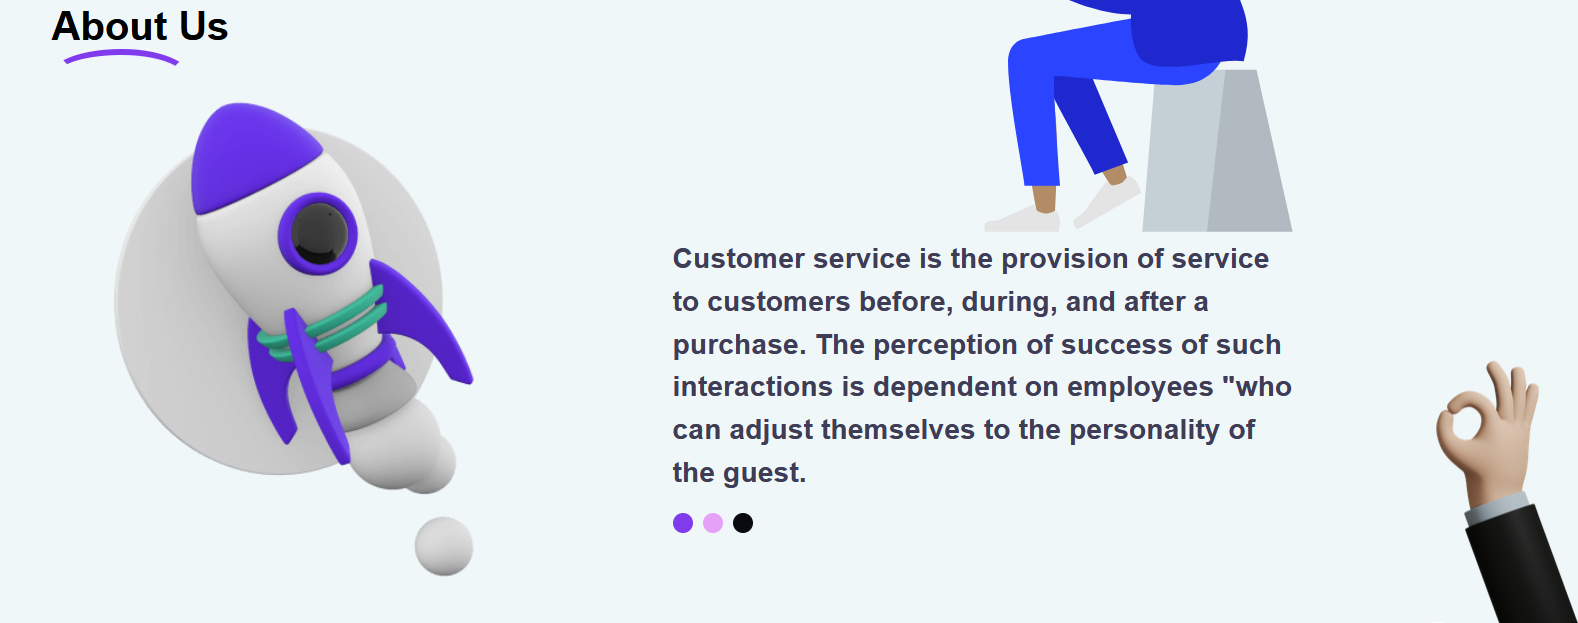 About Us
Customer service is the provision of service
to customers before, during, and after a
purchase. The perception of success of such
interactions is dependent on employees "who
can adjust themselves to the personality of
the guest.